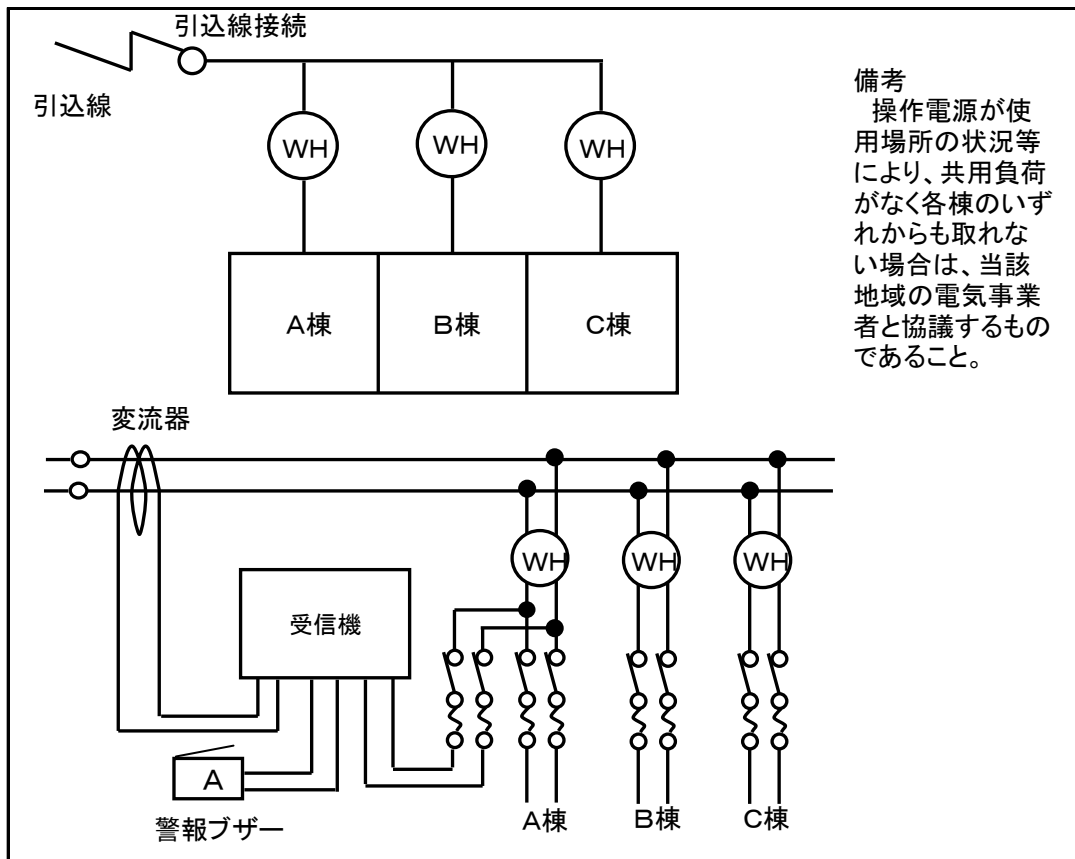 引込線接続
引込線
WH
WH
WH
A棟
B棟
C棟
備考
操作電源が使
用場所の状況等
により、共用負荷
がなく各棟のいず
れからも取れな
い場合は、当該
地域の電気事業
者と協議するもの
であること。
変流器
WH
WH
WH
受信機
A
警報ブザー
A棟
B棟
C棟